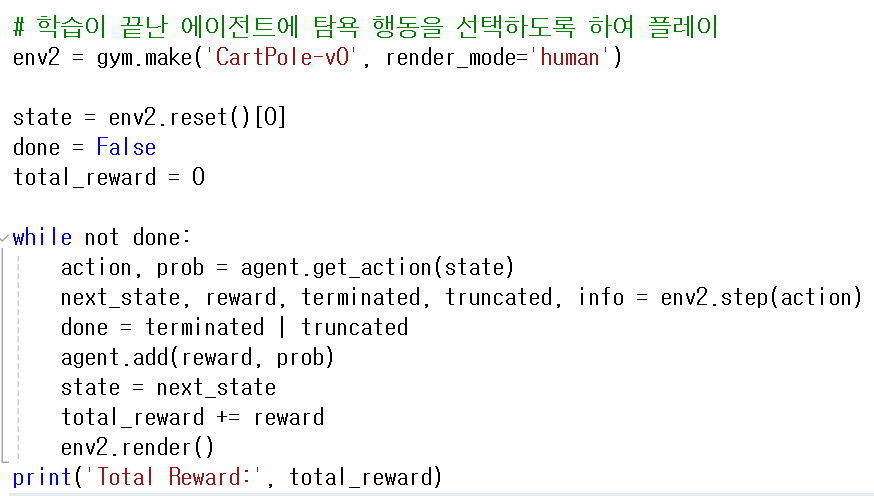 # 학습이 끝난 에이전트에 탐욕 행동을 선택하도록 하여 플레이
env2 = gym.make('CartPole-v0', render_mode='human')
state = env2.reset()[0]
done = False
total_reward = 0
while not done:
    action, prob = agent.get_action(state)
    next_state, reward, terminated, truncated, info = env2.step(action)
    done = terminated | truncated
    agent.add(reward, prob)
    state = next_state
    total_reward += reward
    env2.render()
print('Total Reward:', total_reward)